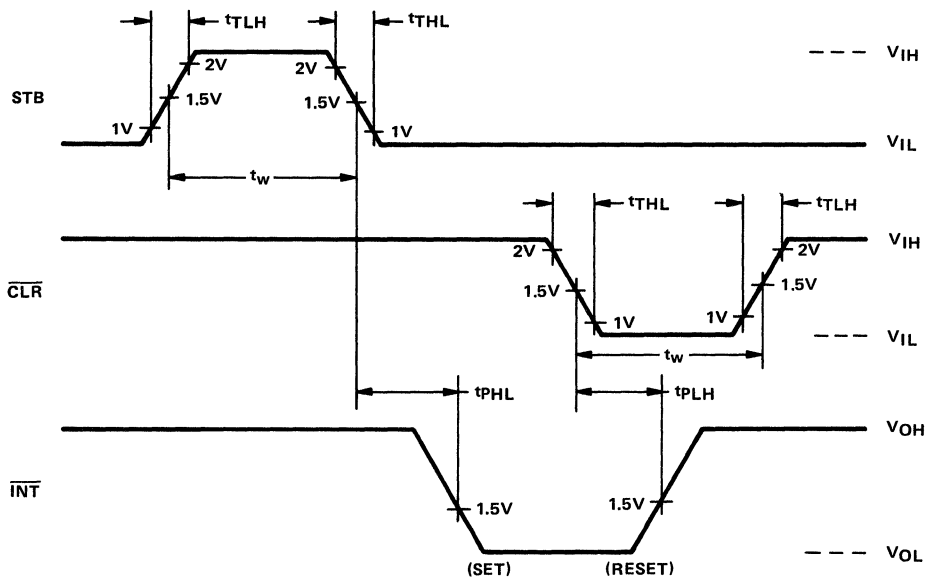 tTLH tTHL
VIH
2V 2V
STB 1.5V 1.5V
1V 1V
VIL
tw
tTHL tTLH
VIH
2V 2V
CLR 1.5V 1.5V
1V 1V
VIL
tw
tPHL tPLH
VOH
INT
1.5V 1.5V
VOL
(SET) (RESET)